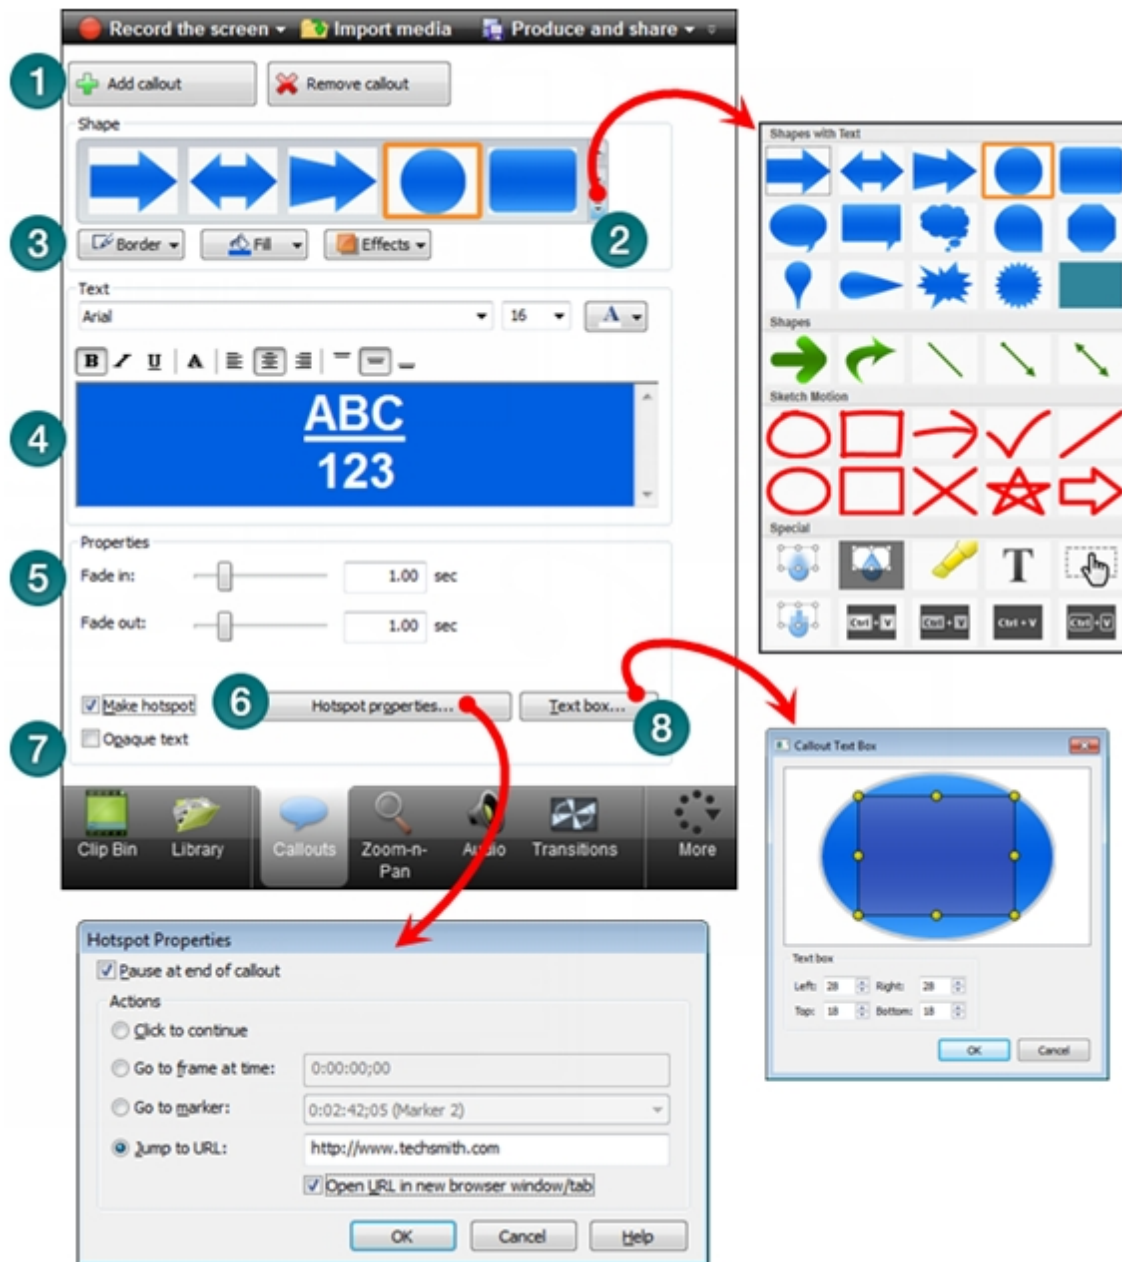 Record the screen Import media Produce and share
1 Add callout Remove callout
Shape
2
3 Border Fill Effects
Text
Arial 16 A
B I U A
4 ABC
123
Properties
5 Fade in: 1.00 sec
Fade out: 1.00 sec
Make hotspot 6 Hotspot properties... Text box... 8
7 Opaque text
Clip Bin Library Callouts Zoom-n-Pan Audio Transitions More
Shapes with Text
Shapes
Sketch Motion
Special
T
Ctrl + V Ctrl + V Ctrl + V Ctrl + V
Callout Text Box
Text box
Left: 28 Right: 28
Top: 18 Bottom: 18
OK Cancel
Hotspot Properties
Pause at end of callout
Actions
Click to continue
Go to frame at time: 0:00:00;00
Go to marker: 0:02:42;05 (Marker 2)
Jump to URL: http://www.techsmith.com
Open URL in new browser window/tab
OK Cancel Help